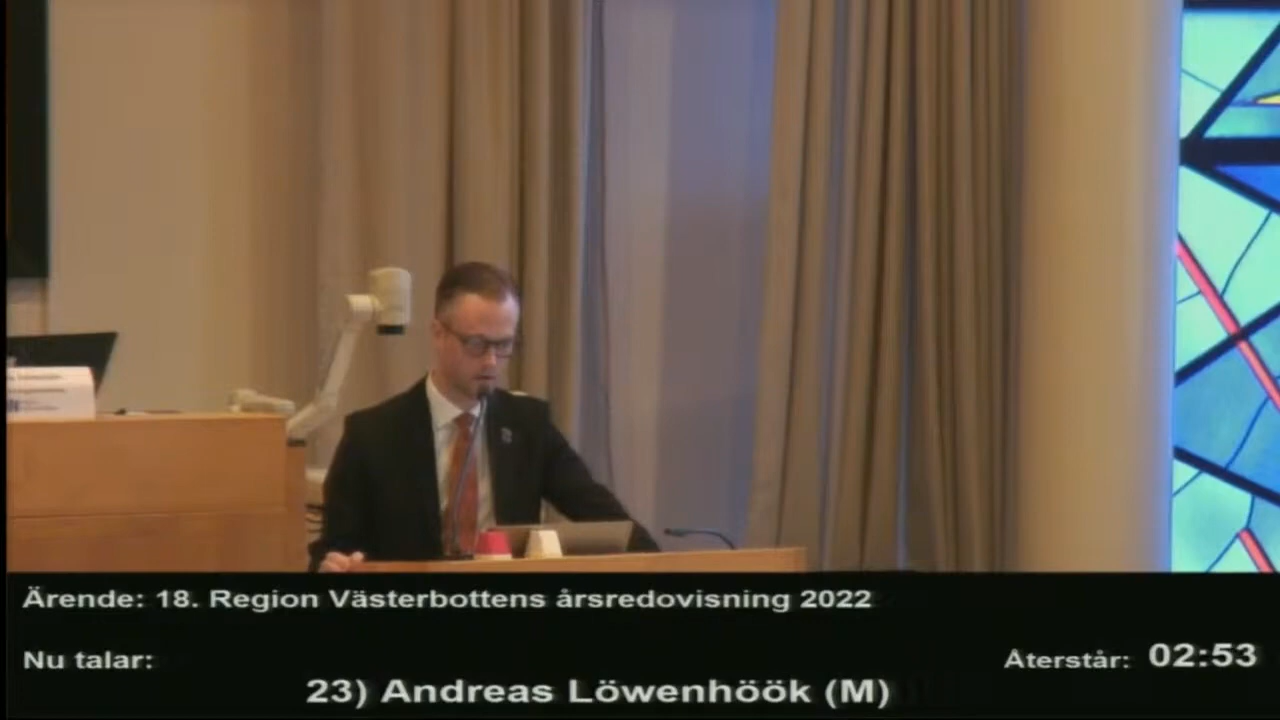 Ärende: 18. Region Västerbottens årsredovisning 2022
Nu talar:
Återstår: 02:53
23) Andreas Löwenhöök (M)